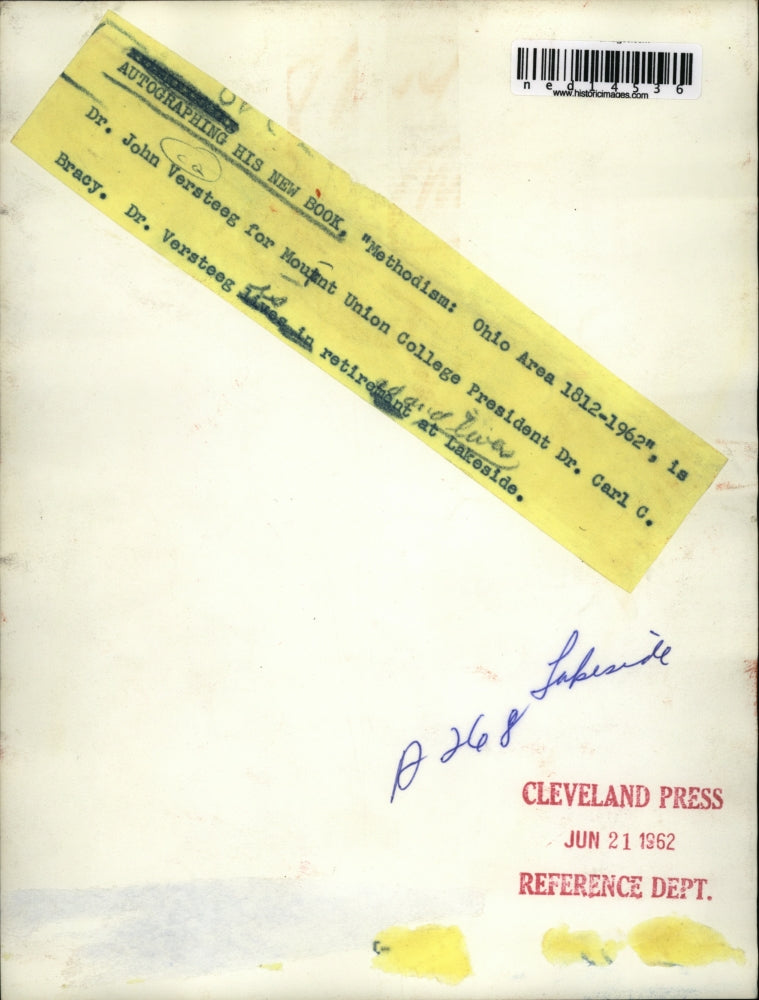 ned14536
www.historicimages.com
AUTOGRAPHING HIS NEW BOOK, "Methodism: Ohio Area 1812-1962", is
Dr. John Versteeg for Mount Union College President Dr. Carl C.
Bracy. Dr. Versteeg is in retirement and lives at Lakeside.
Lakeside
A 268
CLEVELAND PRESS
JUN 21 1962
REFERENCE DEPT.